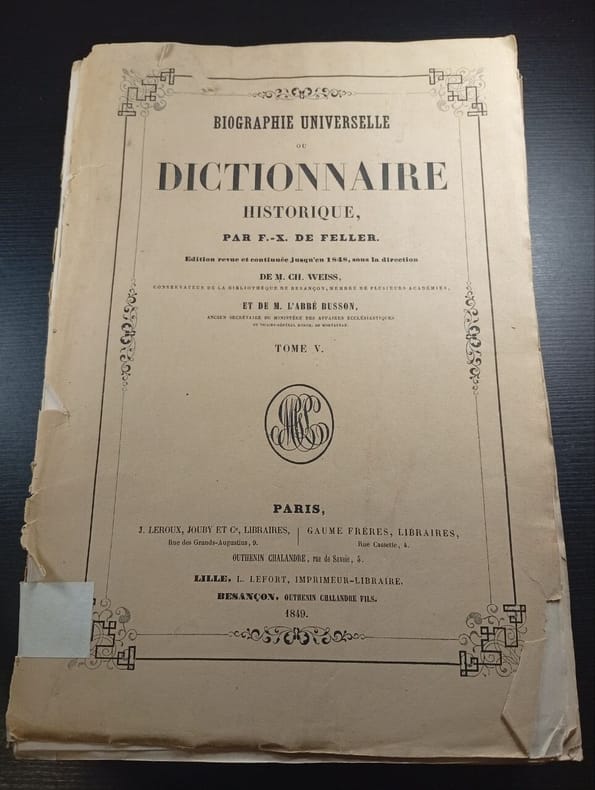 BIOGRAPHIE UNIVERSELLE
OU
DICTIONNAIRE
HISTORIQUE,
PAR F.-X. DE FELLER.
Edition revue et continuée jusqu'en 1848, sous la direction
DE M. CH. WEISS,
CONSERVATEUR DE LA BIBLIOTHÈQUE DE BESANÇON, MEMBRE DE PLUSIEURS ACADÉMIES,
ET DE M. L'ABBÉ BUSSON,
ANCIEN SECRÉTAIRE DU MINISTÈRE DES AFFAIRES ECCLÉSIASTIQUES
TOME V.
PARIS,
J. LEROUX, JOUBY ET Cᵉ, LIBRAIRES, | GAUME FRÈRES, LIBRAIRES,
Rue des Grands-Augustins, 9. | Rue Cassette, 4.
OUTHENIN CHALANDRE, rue de Savoie, 5.
LILLE. L. LEFORT, IMPRIMEUR-LIBRAIRE.
BESANÇON. OUTHENIN CHALANDRE FILS.
1849.